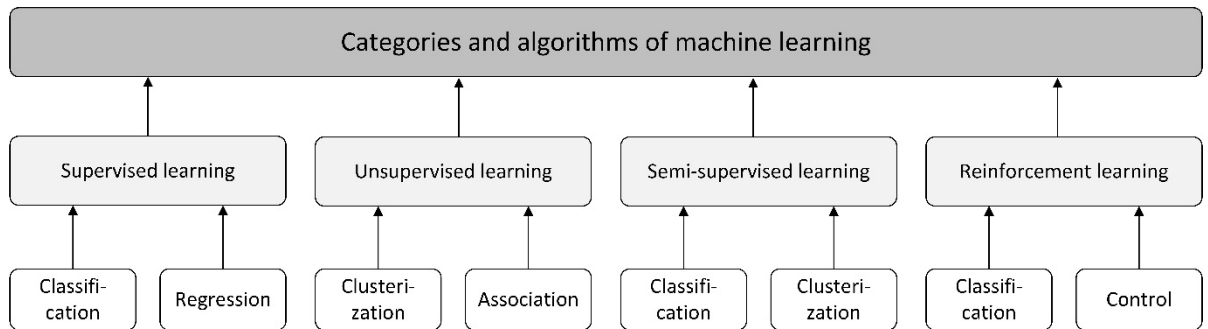 Categories and algorithms of machine learning
Supervised learning
Unsupervised learning
Semi-supervised learning
Reinforcement learning
Classifi-
cation
Regression
Clusteri-
zation
Association
Classifi-
cation
Clusteri-
zation
Classifi-
cation
Control